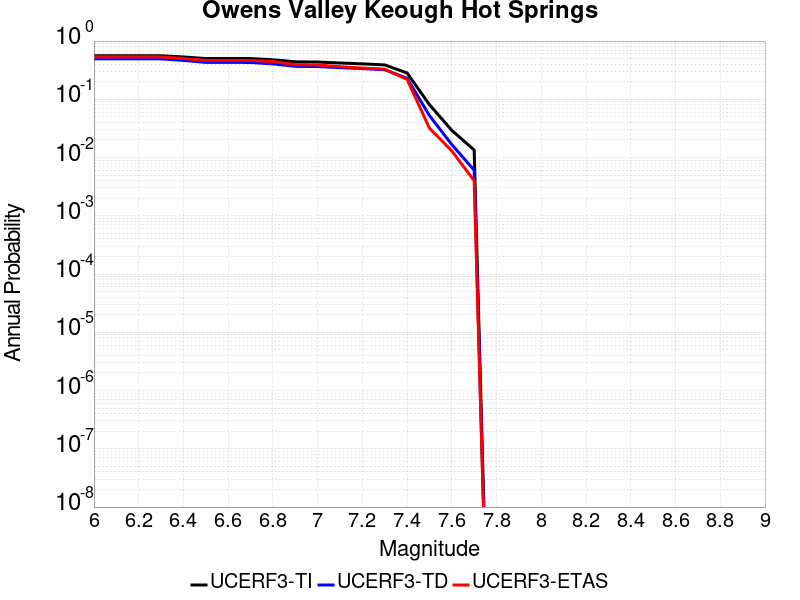 Owens Valley Keough Hot Springs
10^0
10^-1
10^-2
10^-3
10^-4
10^-5
10^-6
10^-7
10^-8
Annual Probability
6 6.2 6.4 6.6 6.8 7 7.2 7.4 7.6 7.8 8 8.2 8.4 8.6 8.8 9
Magnitude
UCERF3-TI UCERF3-TD UCERF3-ETAS